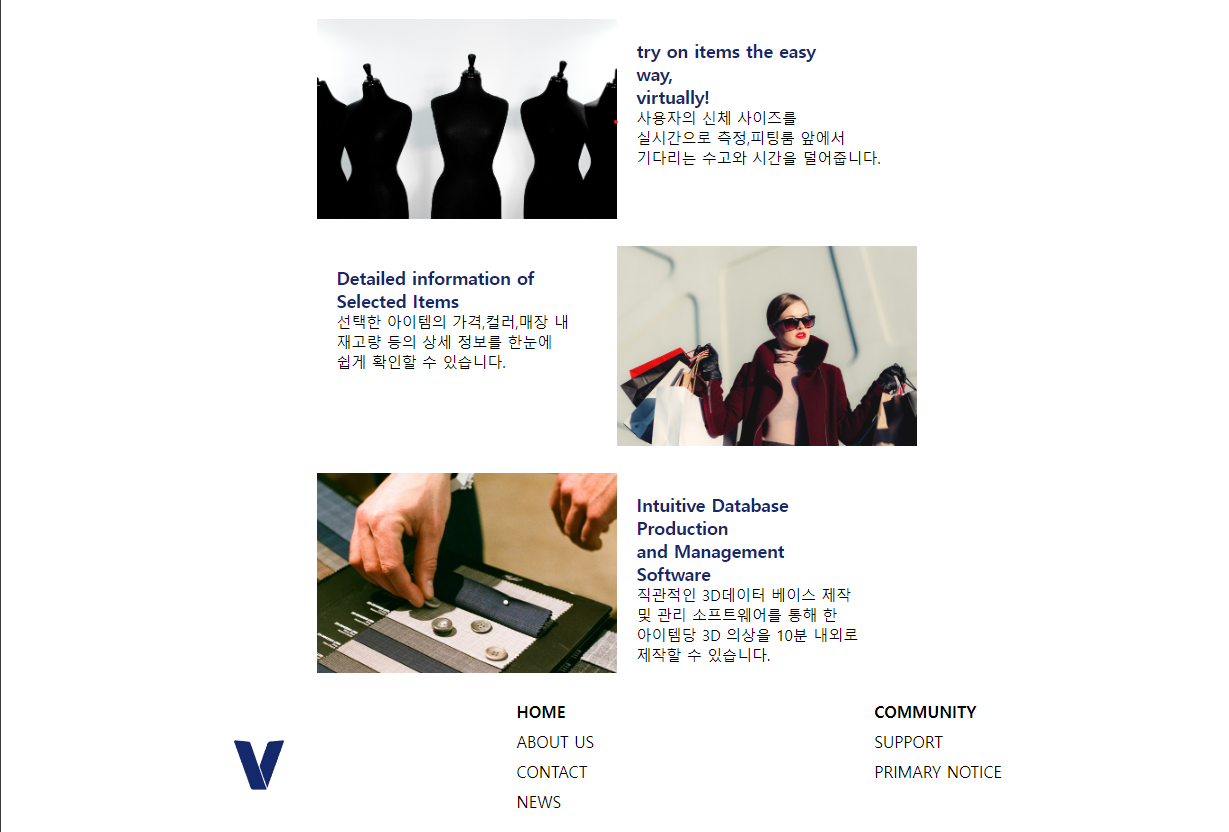 try on items the easy
way,
virtually!
사용자의 신체 사이즈를
실시간으로 측정,피팅룸 앞에서
기다리는 수고와 시간을 덜어줍니다.
Detailed information of
Selected Items
선택한 아이템의 가격,컬러,매장 내
재고량 등의 상세 정보를 한눈에
쉽게 확인할 수 있습니다.
Intuitive Database
Production
and Management
Software
직관적인 3D데이터 베이스 제작
및 관리 소프트웨어를 통해 한
아이템당 3D 의상을 10분 내외로
제작할 수 있습니다.
HOME
ABOUT US
CONTACT
NEWS
COMMUNITY
SUPPORT
PRIMARY NOTICE